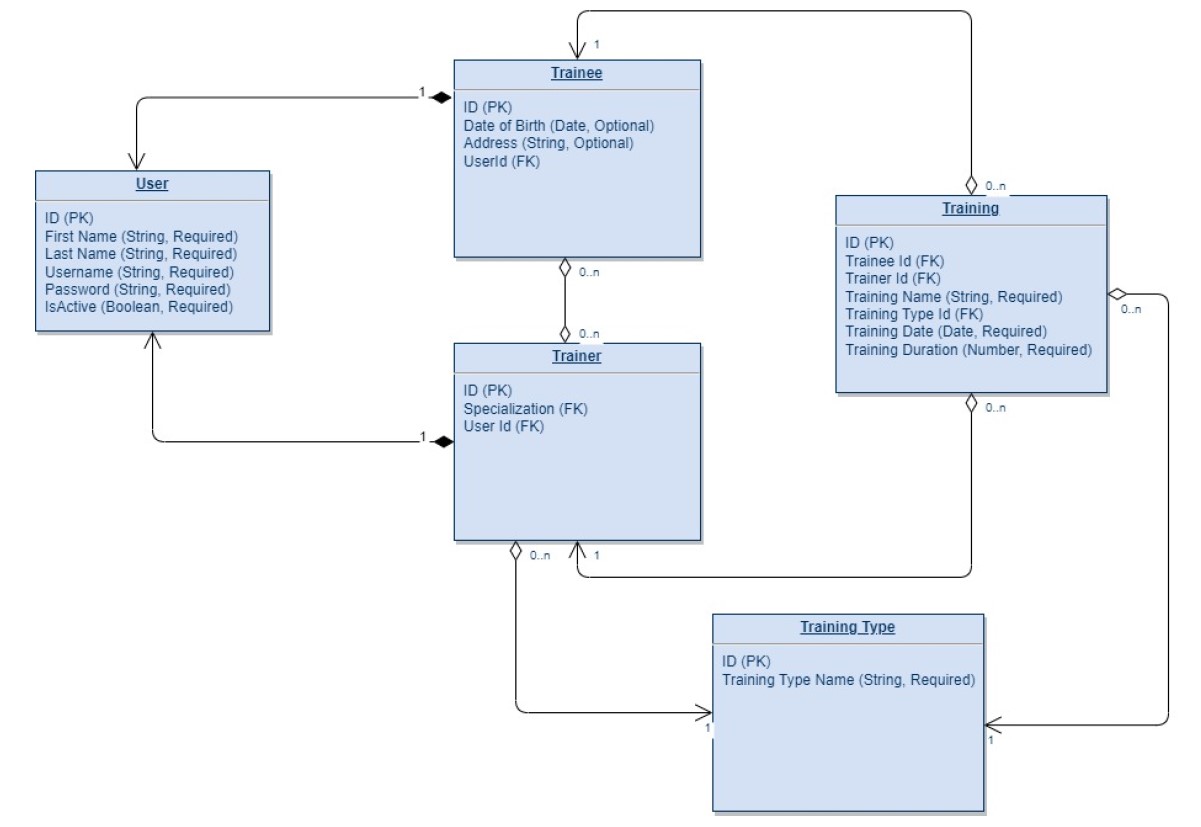 1
Trainee
ID (PK)
Date of Birth (Date, Optional)
Address (String, Optional)
UserId (FK)
1
0..n
User
ID (PK)
First Name (String, Required)
Last Name (String, Required)
Username (String, Required)
Password (String, Required)
IsActive (Boolean, Required)
0..n
Training
ID (PK)
Trainee Id (FK)
Trainer Id (FK)
Training Name (String, Required)
Training Type Id (FK)
Training Date (Date, Required)
Training Duration (Number, Required)
0..n
0..n
0..n
Trainer
ID (PK)
Specialization (FK)
User Id (FK)
1
0..n
1
Training Type
ID (PK)
Training Type Name (String, Required)
1
1